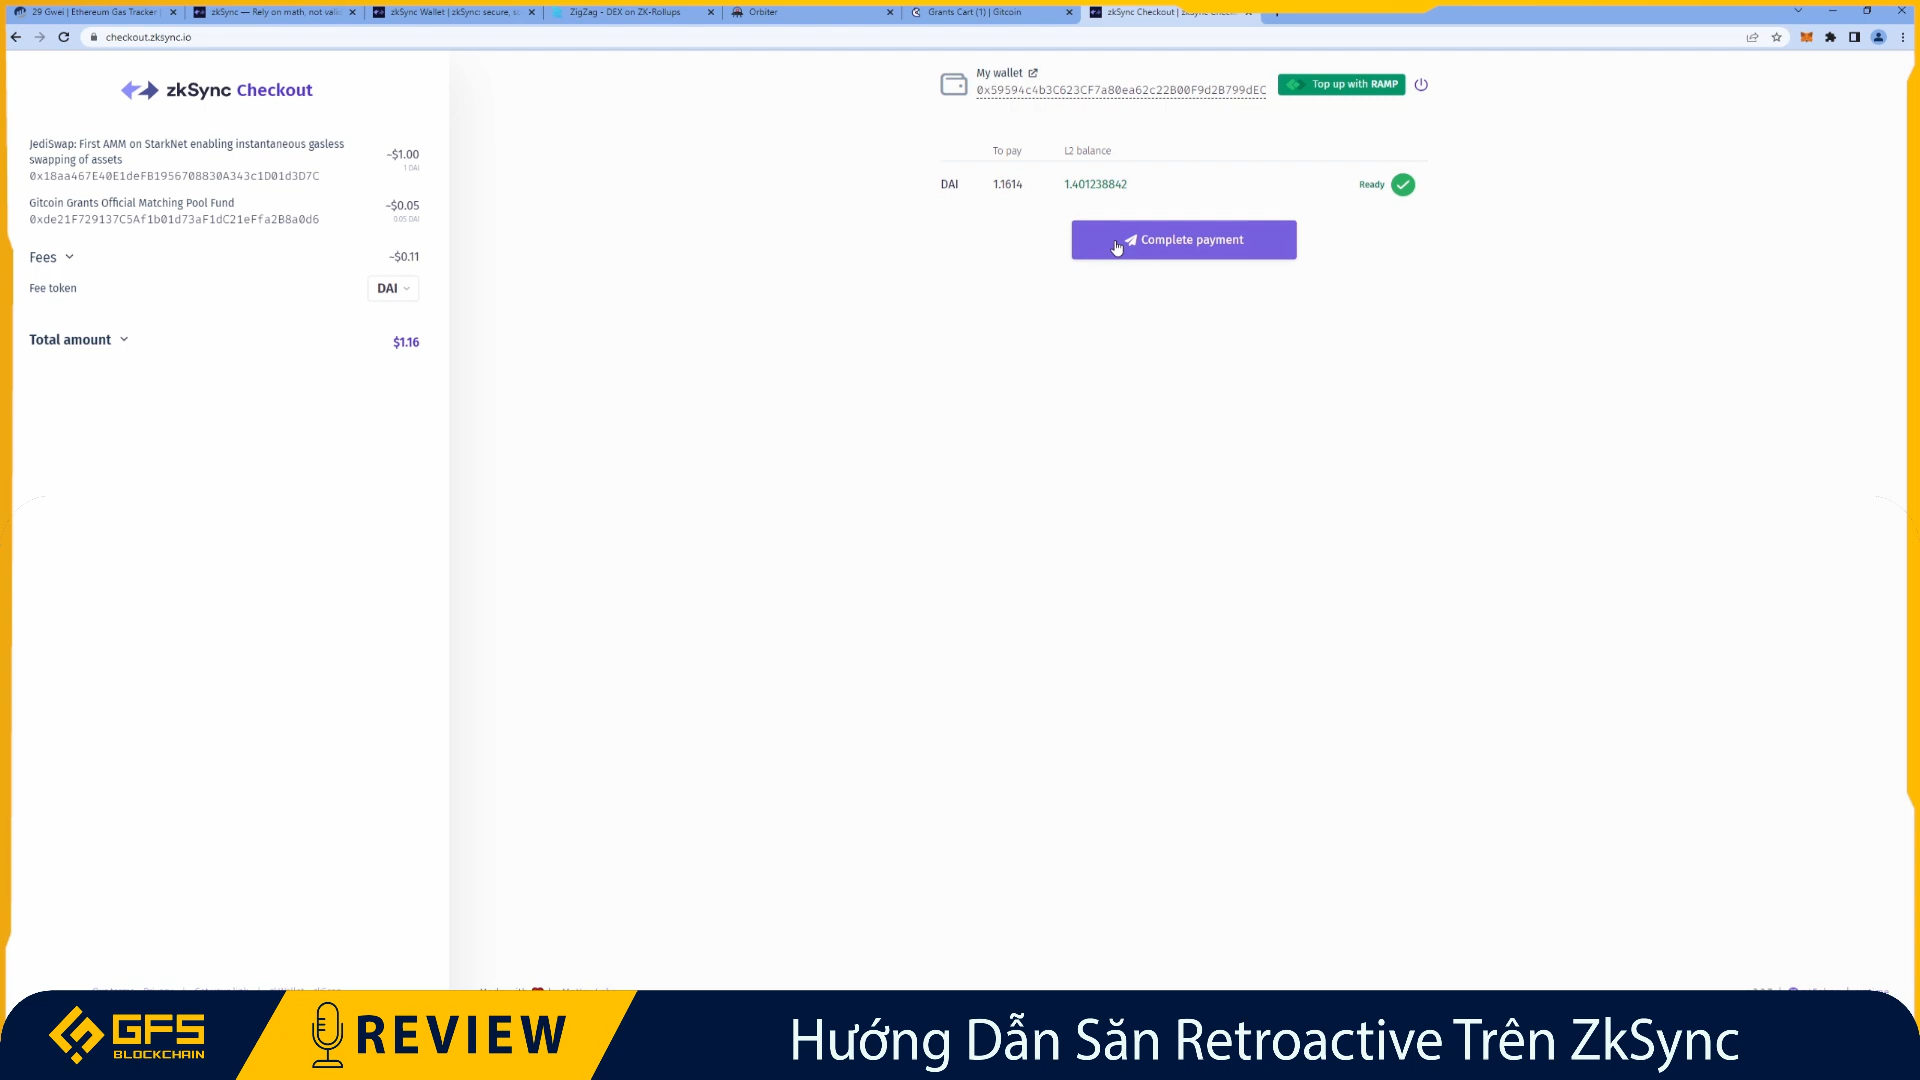 29 Gwei | Ethereum Gas Tracker
zkSync — Rely on math, not valid
zkSync Wallet | zkSync: secure, sc
ZigZag - DEX on ZK-Rollups
Orbiter
Grants Cart (1) | Gitcoin
zkSync Checkout |
checkout.zksync.io
zkSync Checkout
JediSwap: First AMM on StarkNet enabling instantaneous gasless
swapping of assets
0x18aa467E40E1deFB1956708830A343c1D01d3D7C
-$1.00
1 DAI
Gitcoin Grants Official Matching Pool Fund
0xde21F729137C5Af1b01d73aF1dC21eFfa2B8a0d6
-$0.05
0.05 DAI
Fees
-$0.11
Fee token
DAI
Total amount
$1.16
My wallet
0x59594c4b3C623CF7a80ea62c22B00F9d2B799dEC
Top up with RAMP
To pay L2 balance
DAI 1.1614 1.401238842 Ready
Complete payment
GFS
BLOCKCHAIN
REVIEW
Hướng Dẫn Săn Retroactive Trên ZkSync